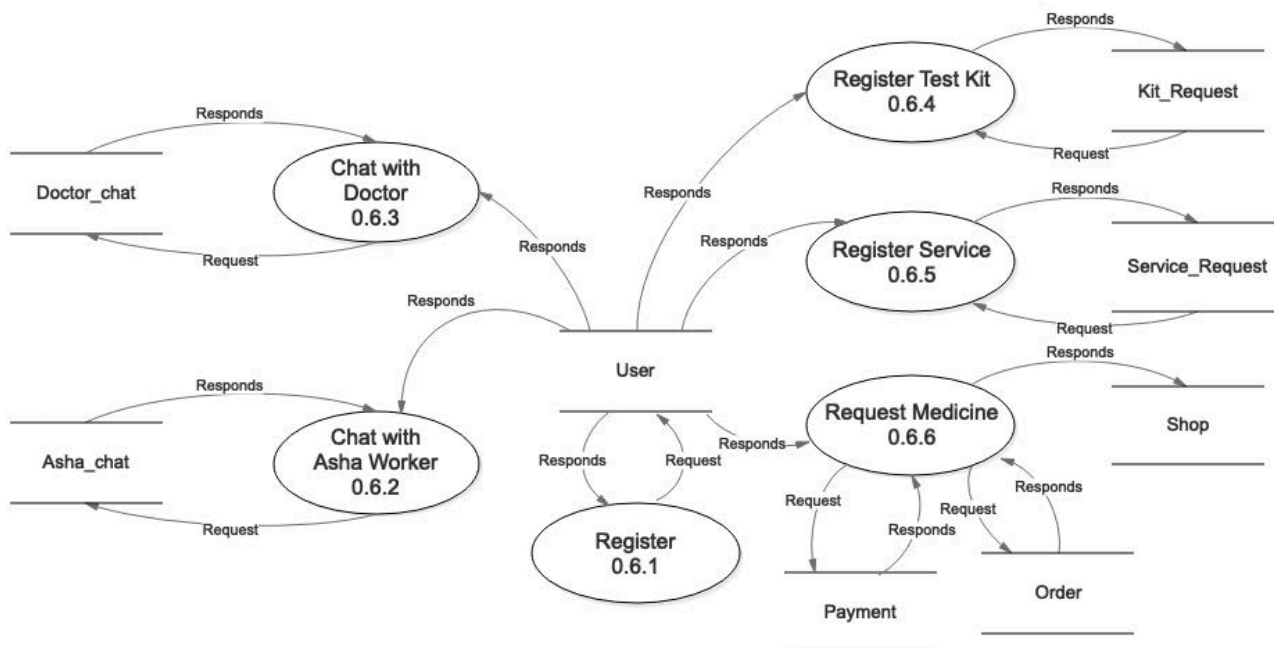 Responds
Register Test Kit
0.6.4
Kit_Request
Request
Responds
Chat with
Doctor
0.6.3
Doctor_chat
Request
Responds
Responds
Responds
Register Service
0.6.5
Service_Request
Request
Responds
Responds
User
Responds
Request Medicine
0.6.6
Shop
Responds
Responds
Chat with
Asha Worker
0.6.2
Asha_chat
Request
Responds
Request
Register
0.6.1
Request
Responds
Payment
Request
Responds
Order